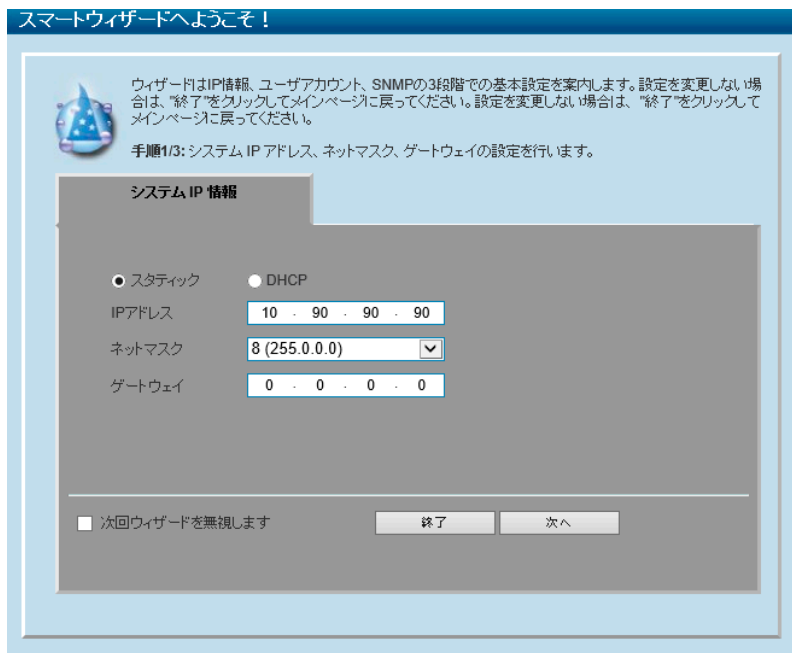 スマートウィザードへようこそ！
ウィザードはIP情報、ユーザアカウント、SNMPの3段階での基本設定を案内します。設定を変更しない場
合は、"終了"をクリックしてメインページに戻ってください。設定を変更しない場合は、"終了"をクリックして
メインページに戻ってください。
手順1/3: システム IP アドレス、ネットマスク、ゲートウェイの設定を行います。
システム IP 情報
スタティック DHCP
IPアドレス 10 . 90 . 90 . 90
ネットマスク 8 (255.0.0.0)
ゲートウェイ 0 . 0 . 0 . 0
次回ウィザードを無視します 終了 次へ